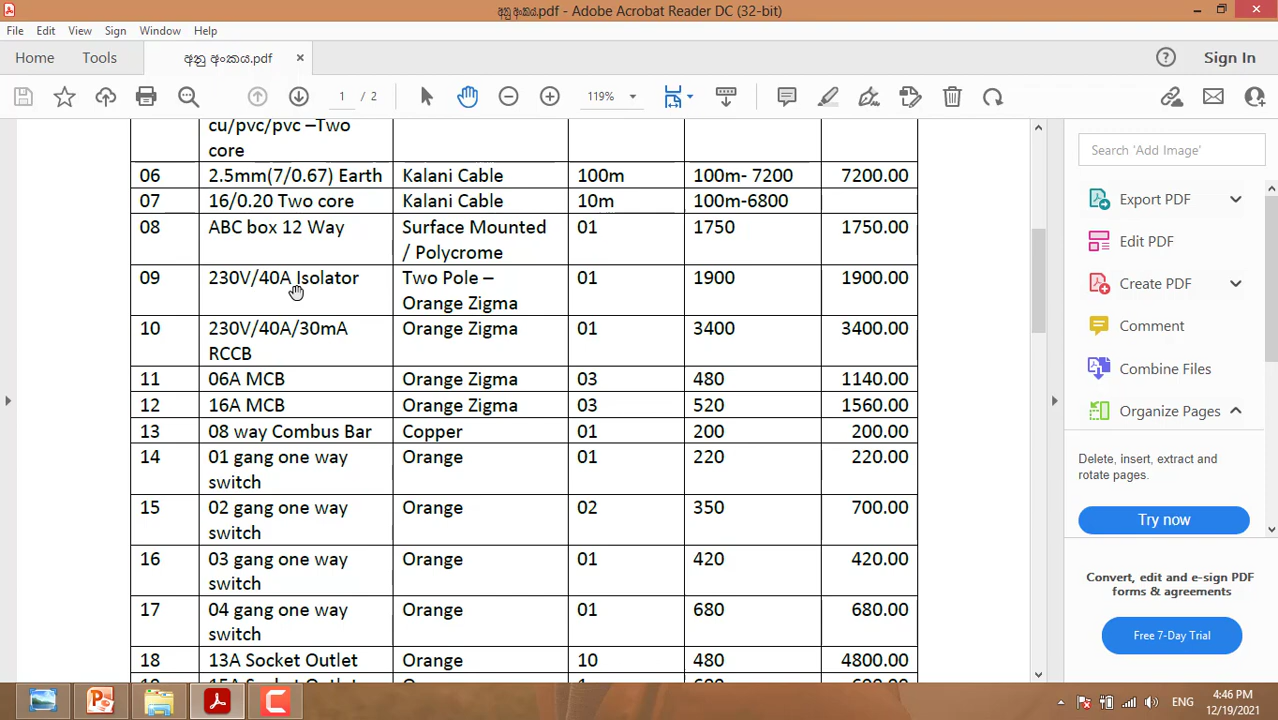 අනු අංකය.pdf - Adobe Acrobat Reader DC (32-bit)
File Edit View Sign Window Help
Home Tools අනු අංකය.pdf × Sign In
1 / 2 119%
cu/pvc/pvc –Two
core
06 2.5mm(7/0.67) Earth Kalani Cable 100m 100m- 7200 7200.00
07 16/0.20 Two core Kalani Cable 10m 100m-6800
08 ABC box 12 Way Surface Mounted 01 1750 1750.00
/ Polycrome
09 230V/40A Isolator Two Pole – 01 1900 1900.00
Orange Zigma
10 230V/40A/30mA Orange Zigma 01 3400 3400.00
RCCB
11 06A MCB Orange Zigma 03 480 1140.00
12 16A MCB Orange Zigma 03 520 1560.00
13 08 way Combus Bar Copper 01 200 200.00
14 01 gang one way Orange 01 220 220.00
switch
15 02 gang one way Orange 02 350 700.00
switch
16 03 gang one way Orange 01 420 420.00
switch
17 04 gang one way Orange 01 680 680.00
switch
18 13A Socket Outlet Orange 10 480 4800.00
Search 'Add Image'
Export PDF
Edit PDF
Create PDF
Comment
Combine Files
Organize Pages
Delete, insert, extract and
rotate pages.
Try now
Convert, edit and e-sign PDF
forms & agreements
Free 7-Day Trial
ENG
4:46 PM
12/19/2021